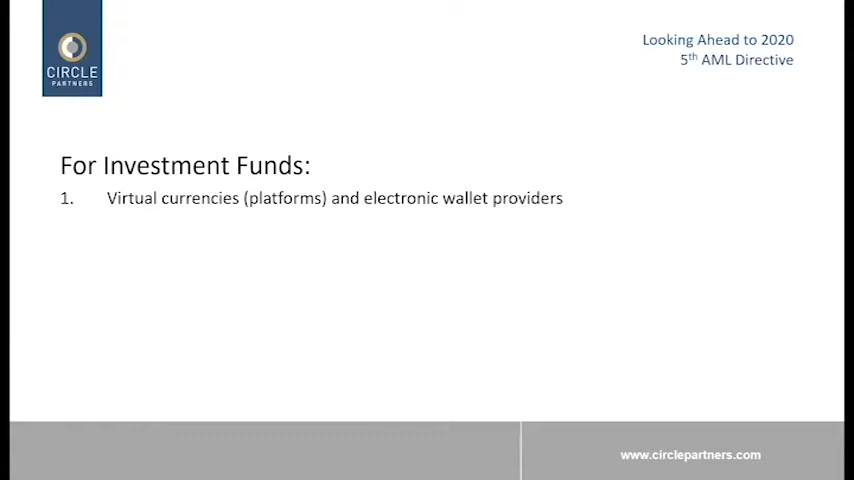 CIRCLE
PARTNERS
Looking Ahead to 2020
5th AML Directive
For Investment Funds:
1. Virtual currencies (platforms) and electronic wallet providers
www.circlepartners.com